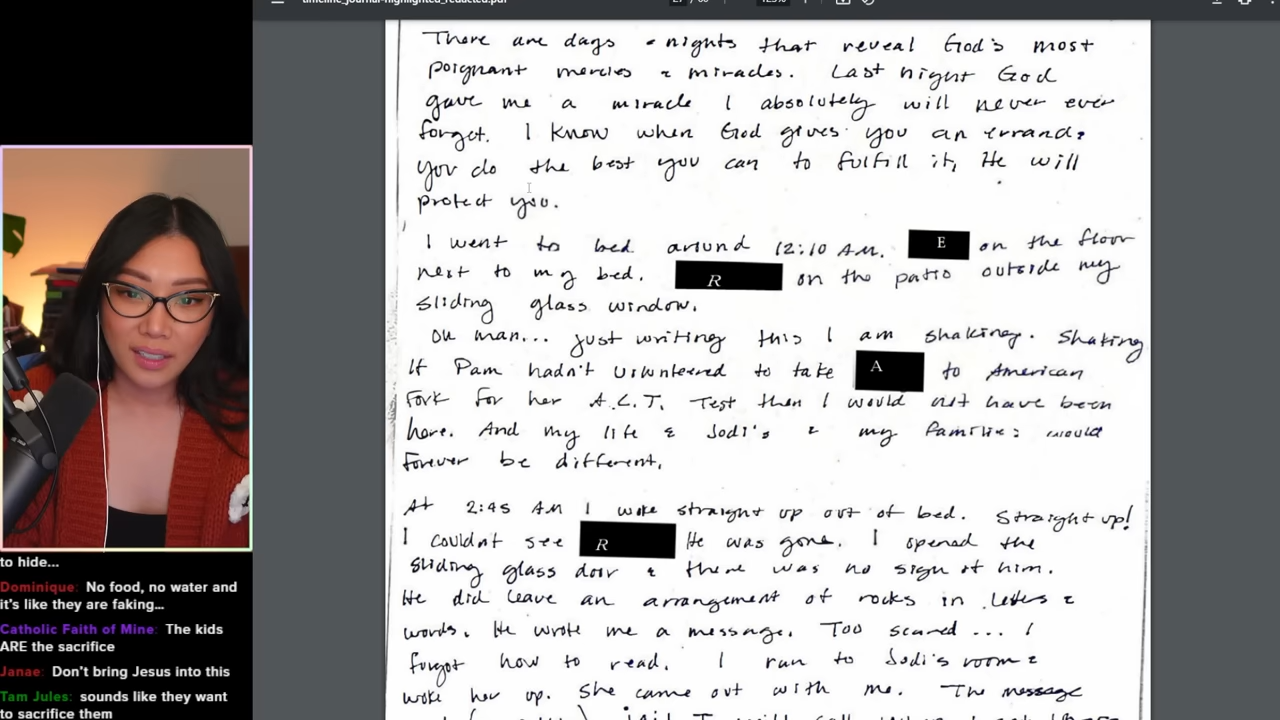 timeline_journal-highlighted_redacted.pdf
There are days & nights that reveal God's most
poignant mercies & miracles. Last night God
gave me a miracle I absolutely will never ever
forget. I know when God gives you an errand &
you do the best you can to fulfill it, He will
protect you.
I went to bed around 12:10 AM. E on the floor
next to my bed. R on the patio outside my
sliding glass window.
Oh man... just writing this I am shaking. Shaking
If Pam hadn't volunteered to take A to American
Fork for her A.C.T. Test then I would not have been
here. And my life & Jodi's & my families would
forever be different.
At 2:45 AM I woke straight up out of bed. Straight up!
I couldnt see R He was gone. I opened the
sliding glass door & there was no sign of him.
He did leave an arrangement of rocks in letters &
words. He wrote me a message. Too scared... I
forgot how to read. I ran to Jodi's room &
woke her up. She came out with me. The message
to hide...
Dominique: No food, no water and
it's like they are faking...
Catholic Faith of Mine: The kids
ARE the sacrifice
Janae: Don't bring Jesus into this
Tam Jules: sounds like they want
to sacrifice them